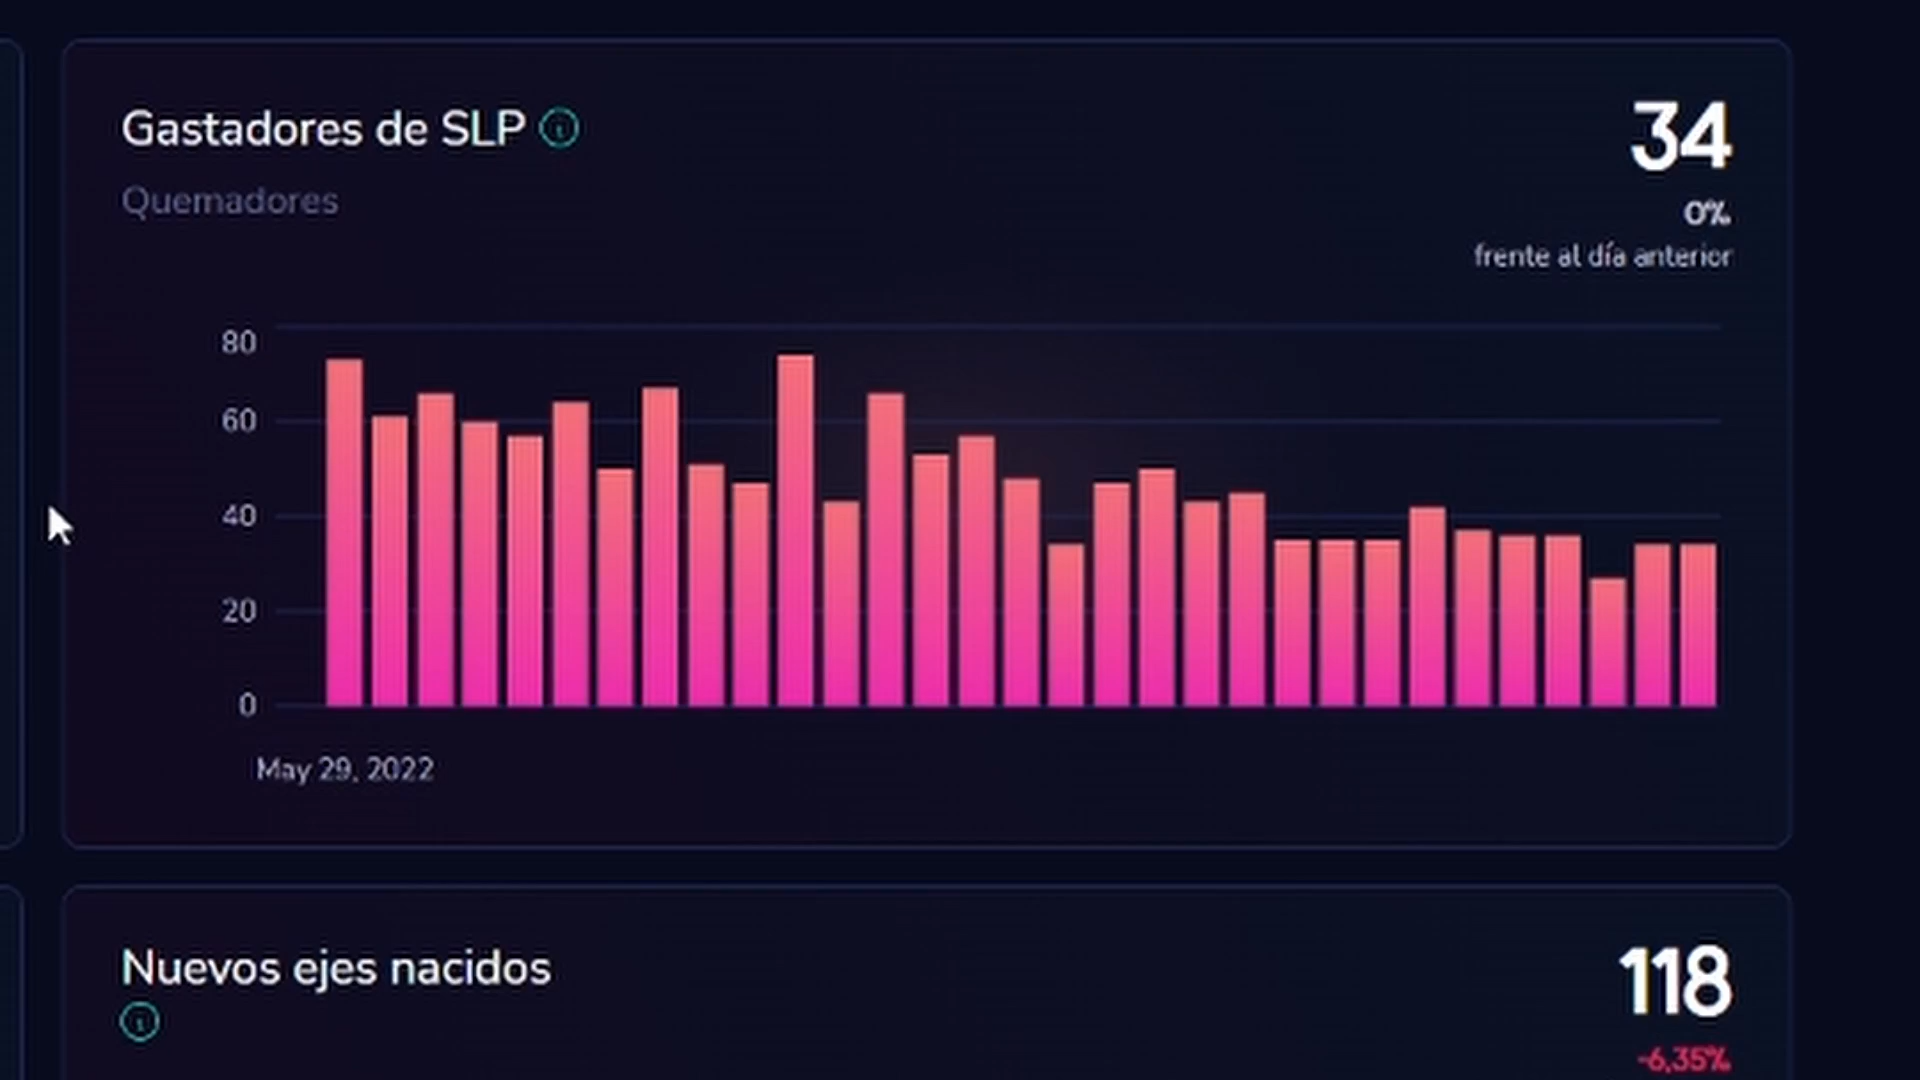 Gastadores de SLP
Quemadores
34
0%
frente al día anterior
80
60
40
20
0
May 29, 2022
Nuevos ejes nacidos
118
-6,35%